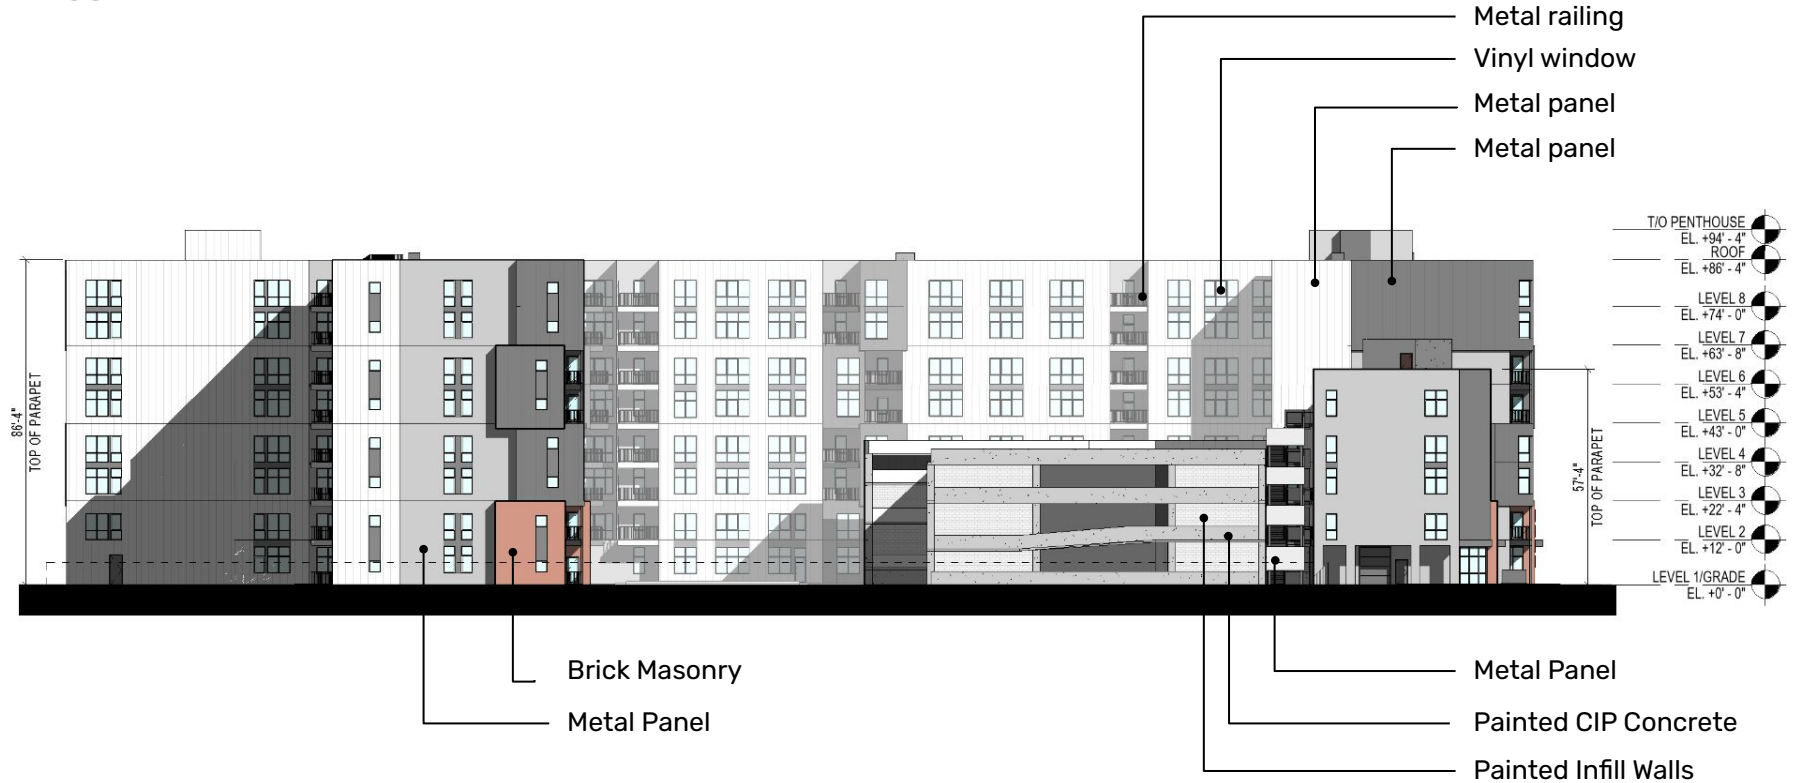 Metal railing
Vinyl window
Metal panel
Metal panel
T/O PENTHOUSE
EL. +94' - 4"
ROOF
EL. +86' - 4"
LEVEL 8
EL. +74' - 0"
LEVEL 7
EL. +63' - 8"
LEVEL 6
EL. +53' - 4"
LEVEL 5
EL. +43' - 0"
LEVEL 4
EL. +32' - 8"
LEVEL 3
EL. +22' - 4"
LEVEL 2
EL. +12' - 0"
LEVEL 1/GRADE
EL. +0' - 0"
86'-4"
TOP OF PARAPET
57'-4"
TOP OF PARAPET
Brick Masonry
Metal Panel
Metal Panel
Painted CIP Concrete
Painted Infill Walls